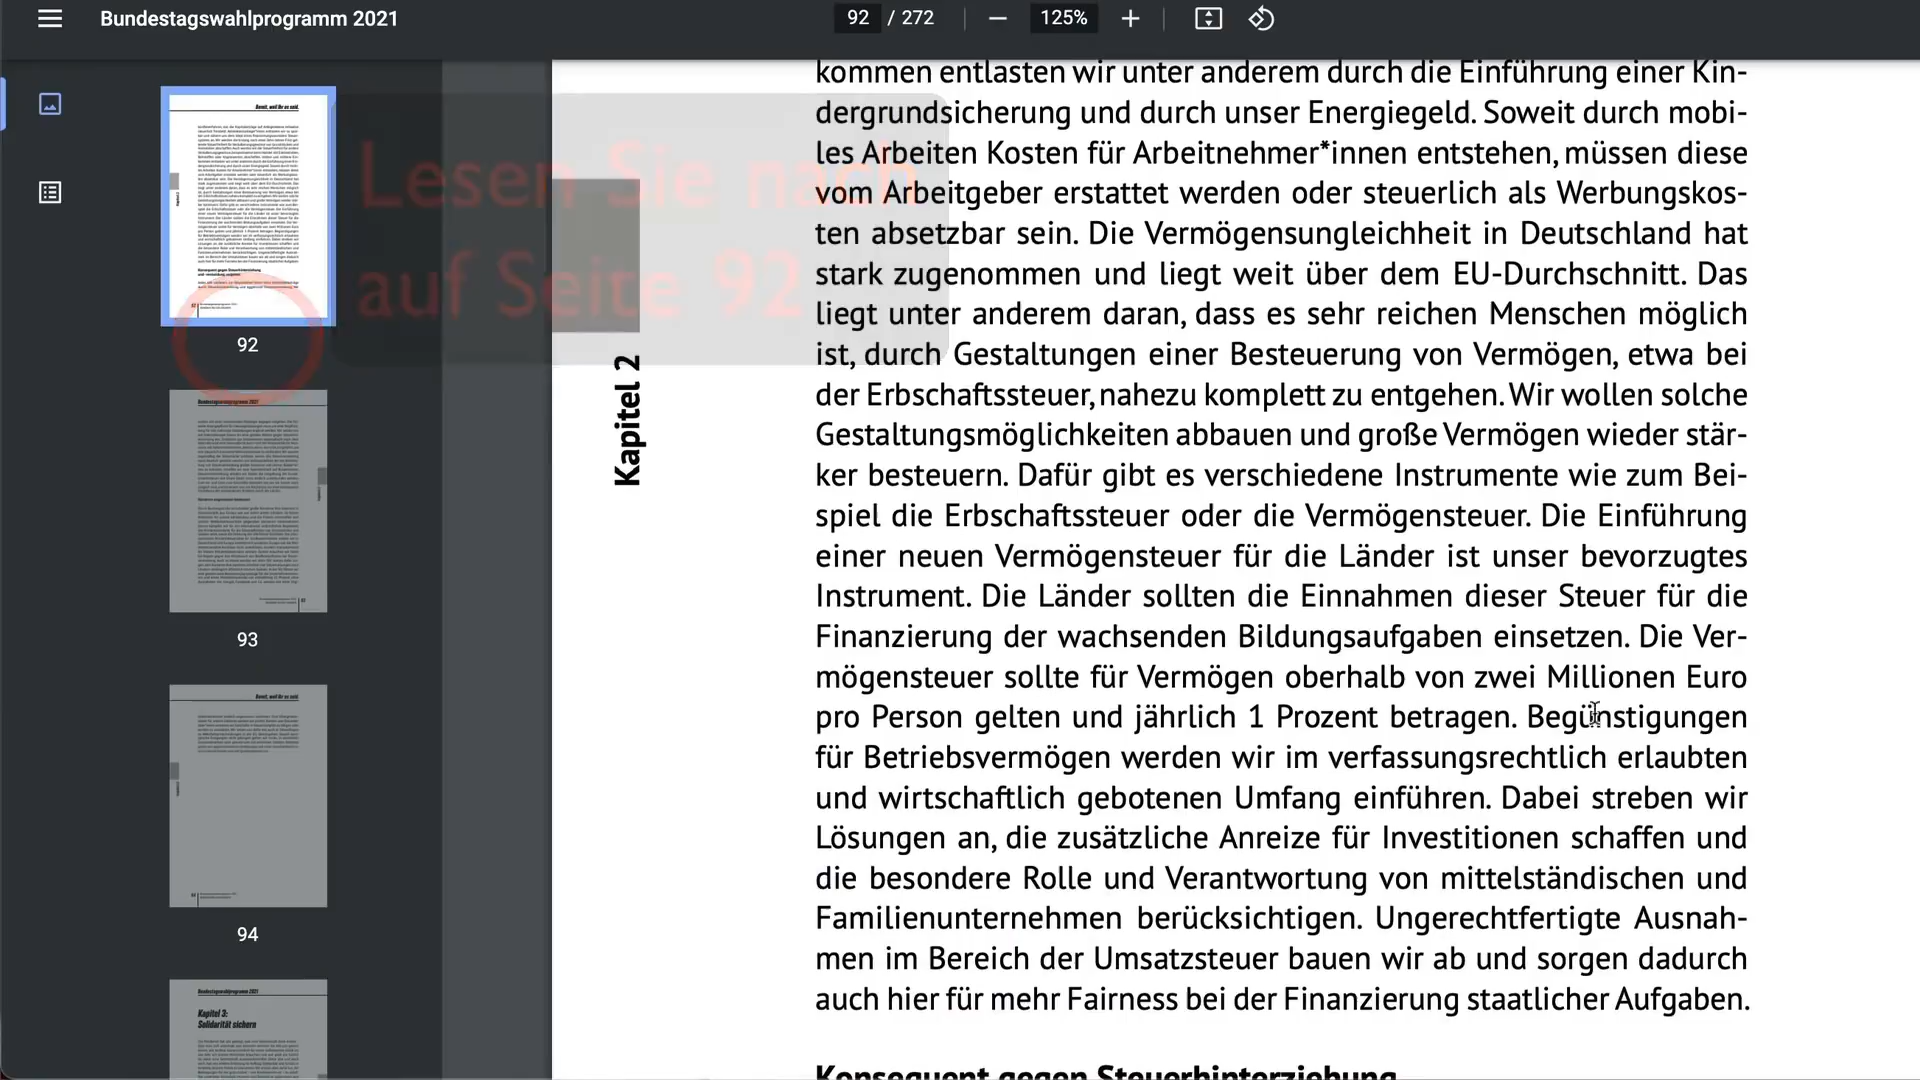 Bundestagswahlprogramm 2021
92 / 272
125%
Lesen Sie nach
auf Seite 92
92
93
94
Bundestagswahlprogramm 2021
Kapitel 3:
Solidarität sichern
Kapitel 2
kommen entlasten wir unter anderem durch die Einführung einer Kin-
dergrundsicherung und durch unser Energiegeld. Soweit durch mobi-
les Arbeiten Kosten für Arbeitnehmer*innen entstehen, müssen diese
vom Arbeitgeber erstattet werden oder steuerlich als Werbungskos-
ten absetzbar sein. Die Vermögensungleichheit in Deutschland hat
stark zugenommen und liegt weit über dem EU-Durchschnitt. Das
liegt unter anderem daran, dass es sehr reichen Menschen möglich
ist, durch Gestaltungen einer Besteuerung von Vermögen, etwa bei
der Erbschaftssteuer, nahezu komplett zu entgehen. Wir wollen solche
Gestaltungsmöglichkeiten abbauen und große Vermögen wieder stär-
ker besteuern. Dafür gibt es verschiedene Instrumente wie zum Bei-
spiel die Erbschaftssteuer oder die Vermögensteuer. Die Einführung
einer neuen Vermögensteuer für die Länder ist unser bevorzugtes
Instrument. Die Länder sollten die Einnahmen dieser Steuer für die
Finanzierung der wachsenden Bildungsaufgaben einsetzen. Die Ver-
mögensteuer sollte für Vermögen oberhalb von zwei Millionen Euro
pro Person gelten und jährlich 1 Prozent betragen. Begünstigungen
für Betriebsvermögen werden wir im verfassungsrechtlich erlaubten
und wirtschaftlich gebotenen Umfang einführen. Dabei streben wir
Lösungen an, die zusätzliche Anreize für Investitionen schaffen und
die besondere Rolle und Verantwortung von mittelständischen und
Familienunternehmen berücksichtigen. Ungerechtfertigte Ausnah-
men im Bereich der Umsatzsteuer bauen wir ab und sorgen dadurch
auch hier für mehr Fairness bei der Finanzierung staatlicher Aufgaben.
Konsequent gegen Steuerhinterziehung